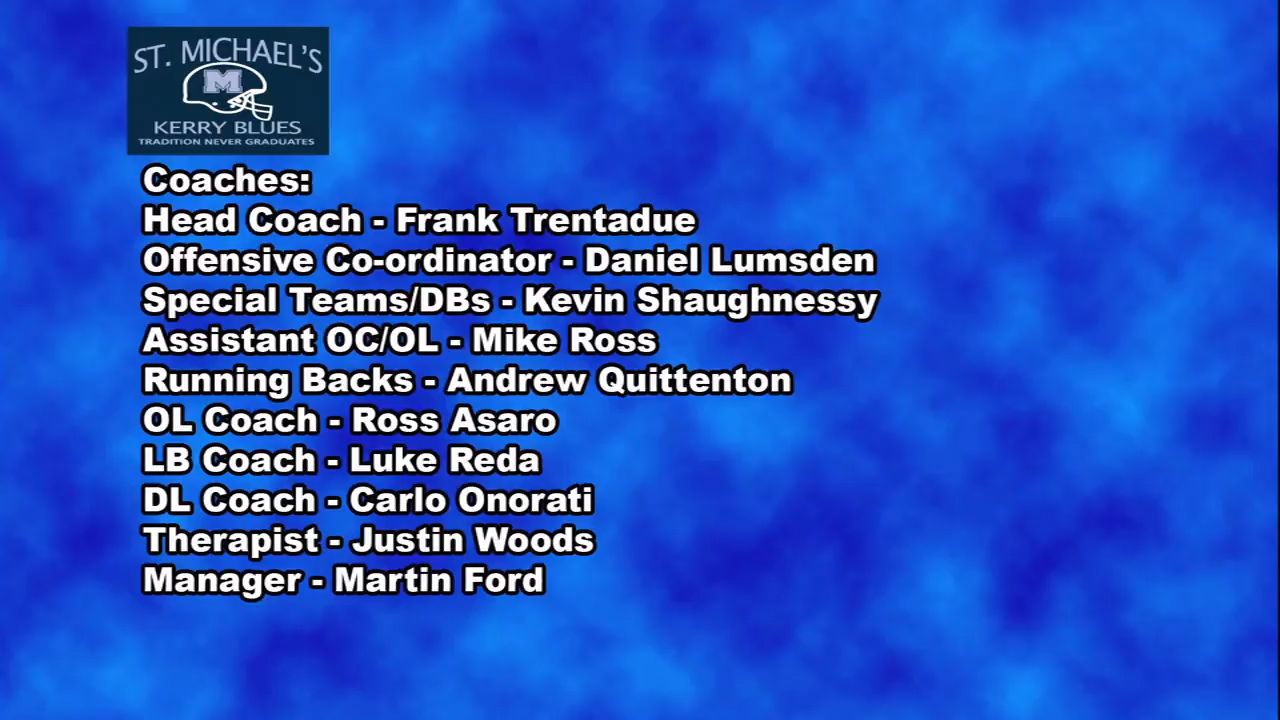 ST. MICHAEL'S
M
KERRY BLUES
TRADITION NEVER GRADUATES
Coaches:
Head Coach - Frank Trentadue
Offensive Co-ordinator - Daniel Lumsden
Special Teams/DBs - Kevin Shaughnessy
Assistant OC/OL - Mike Ross
Running Backs - Andrew Quittenton
OL Coach - Ross Asaro
LB Coach - Luke Reda
DL Coach - Carlo Onorati
Therapist - Justin Woods
Manager - Martin Ford